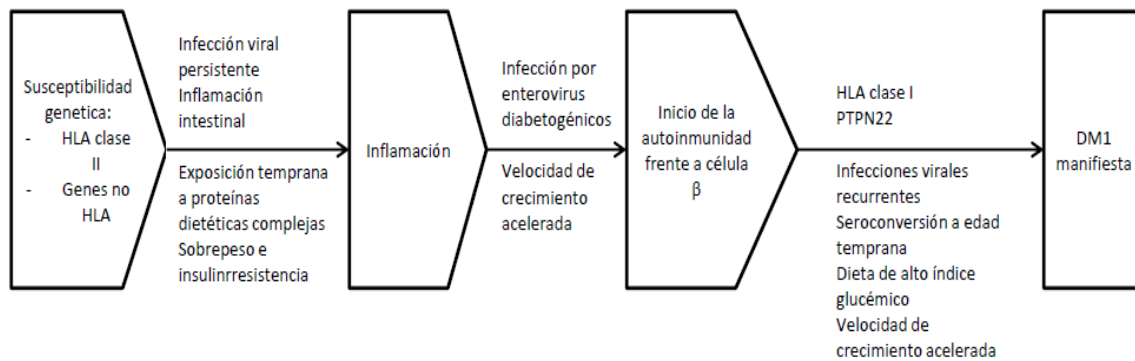 Susceptibilidad
genetica:
- HLA clase
II
- Genes no
HLA
Infección viral
persistente
Inflamación
intestinal
Exposición temprana
a proteínas
dietéticas complejas
Sobrepeso e
insulinrresistencia
Inflamación
Infección por
enterovirus
diabetogénicos
Velocidad de
crecimiento
acelerada
Inicio de la
autoinmunidad
frente a célula
β
HLA clase I
PTPN22
Infecciones virales
recurrentes
Seroconversión a edad
temprana
Dieta de alto índice
glucémico
Velocidad de
crecimiento acelerada
DM1
manifiesta